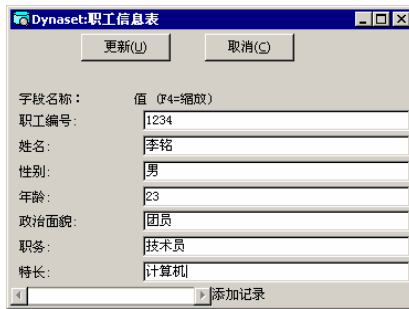 Dynaset:职工信息表
更新(U) 取消(C)
字段名称： 值 (F4=缩放)
职工编号: 1234
姓名: 李铭
性别: 男
年龄: 23
政治面貌: 团员
职务: 技术员
特长: 计算机
添加记录